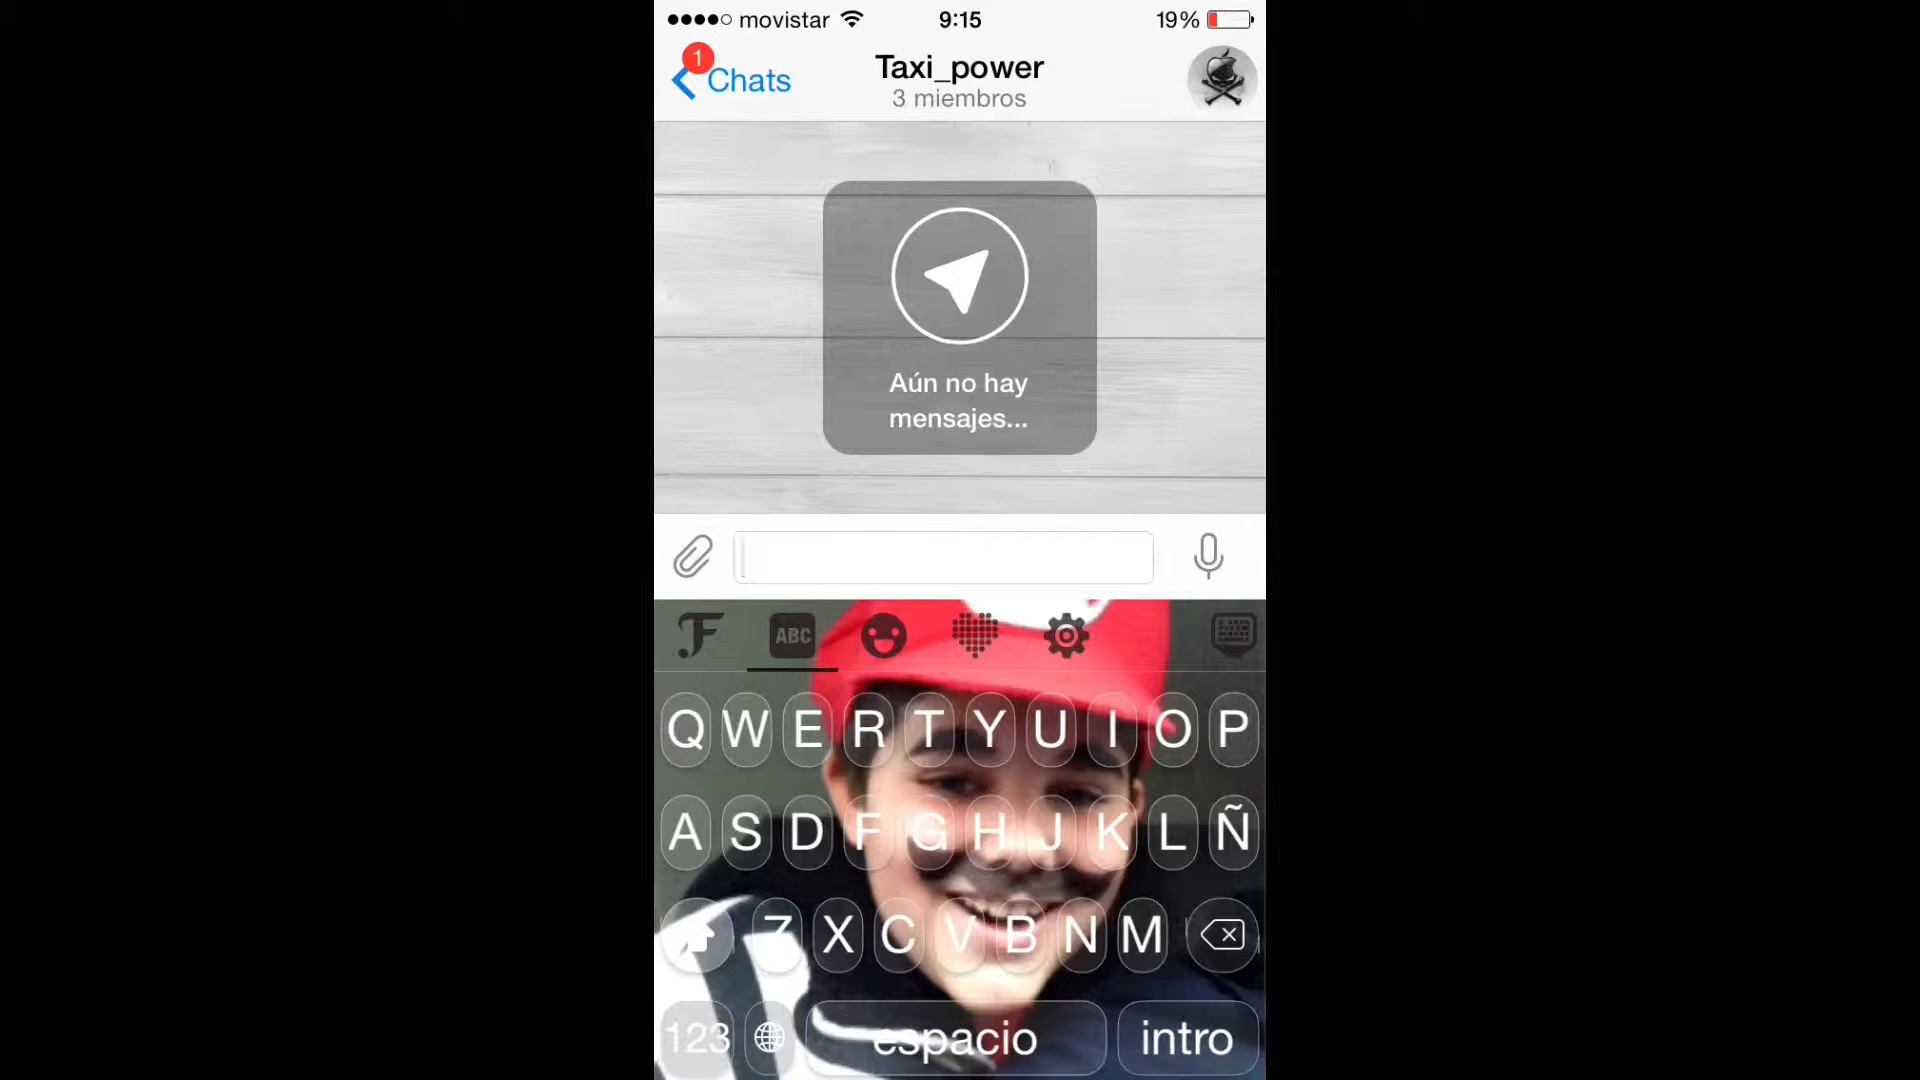 movistar 9:15 19%
1
Chats
Taxi_power
3 miembros
Aún no hay
mensajes...
F ABC
Q W E R T Y U I O P
A S D F G H J K L Ñ
Z X C V B N M
123 espacio intro